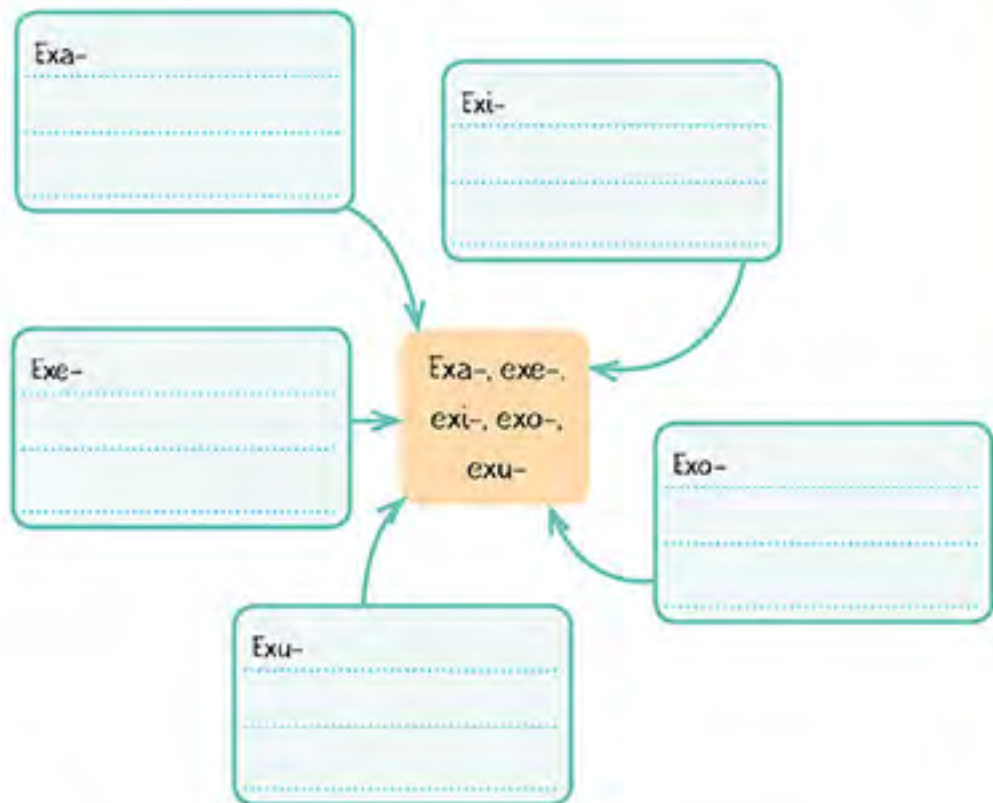 Exa-
Exi-
Exe-
Exa-, exe-,
exi-, exo-,
exu-
Exo-
Exu-